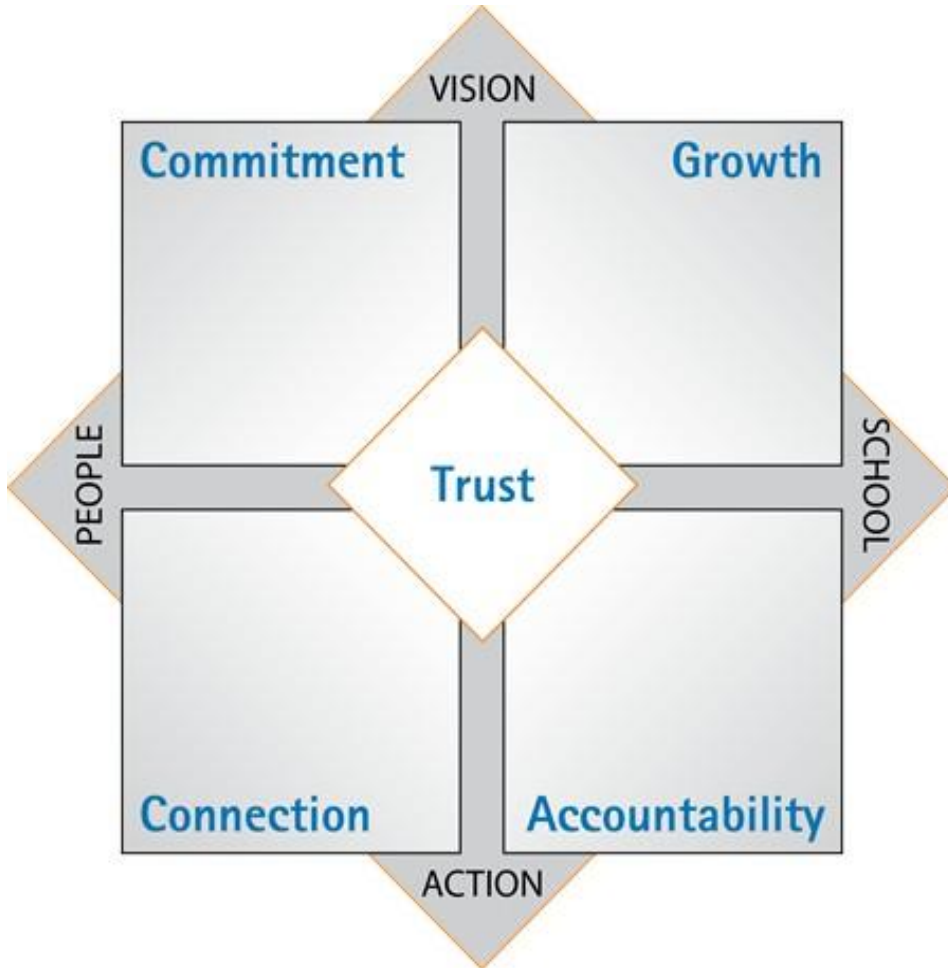 VISION
Commitment
Growth
PEOPLE
Trust
SCHOOL
Connection
Accountability
ACTION